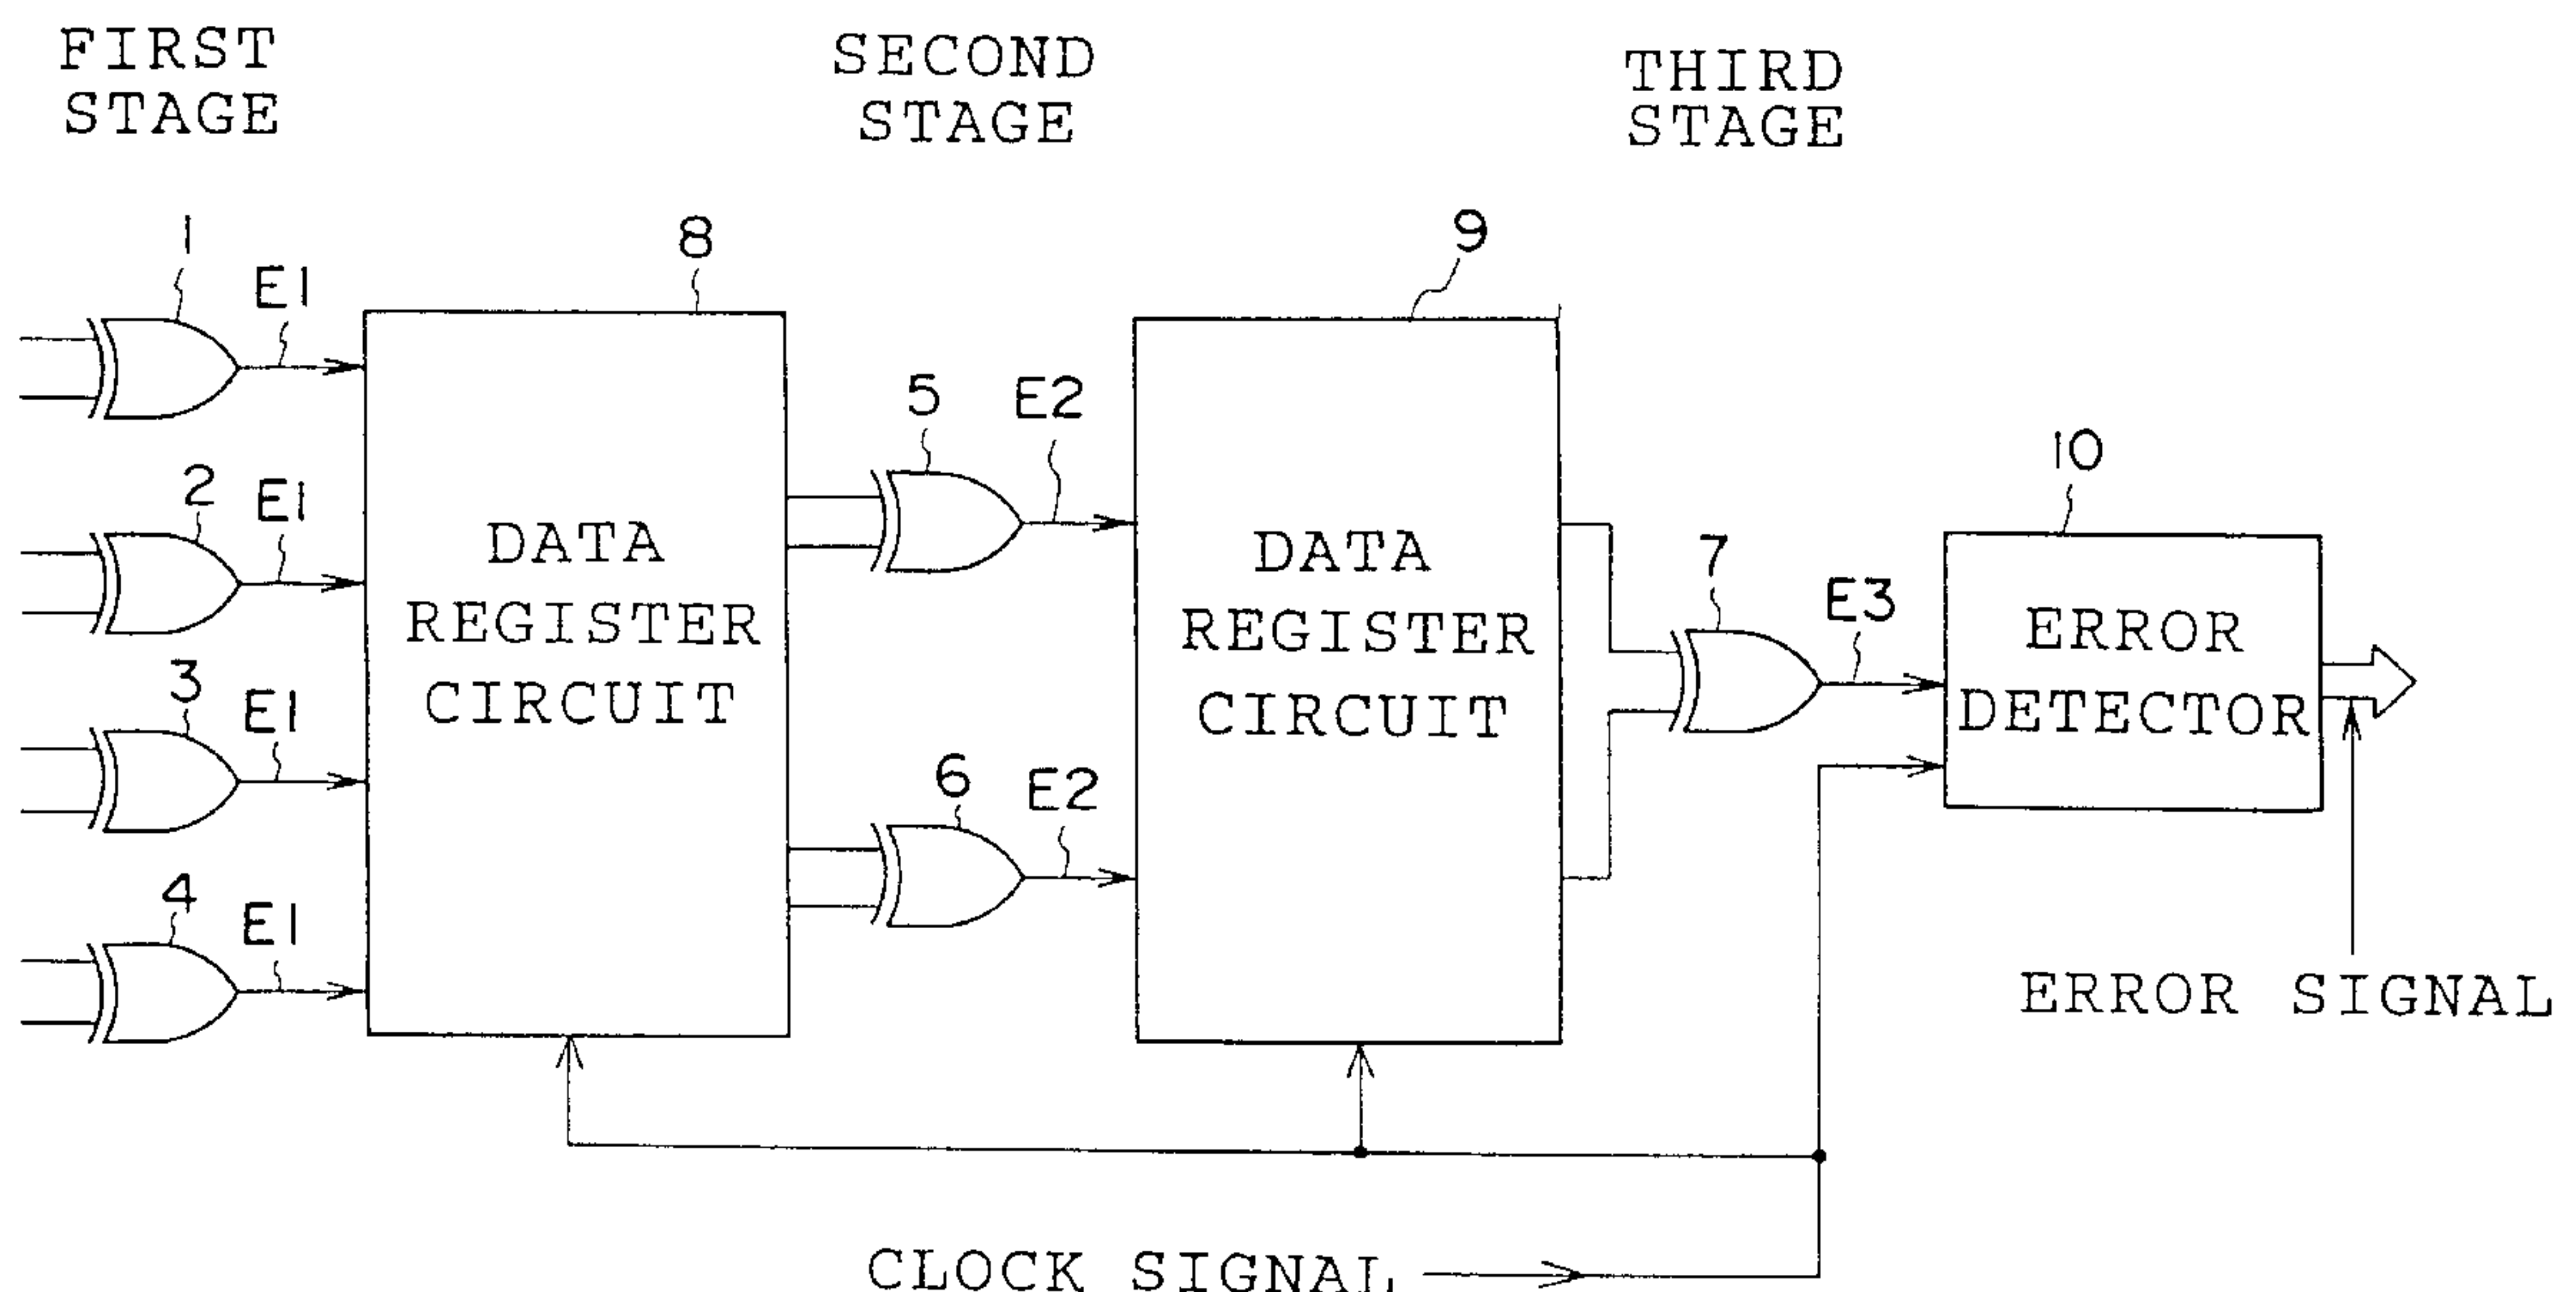 FIRST
STAGE
SECOND
STAGE
THIRD
STAGE
1
E1
8
9
5
E2
10
2
E1
DATA
REGISTER
CIRCUIT
DATA
REGISTER
CIRCUIT
7
E3
ERROR
DETECTOR
3
E1
6
E2
4
E1
ERROR SIGNAL
CLOCK SIGNAL